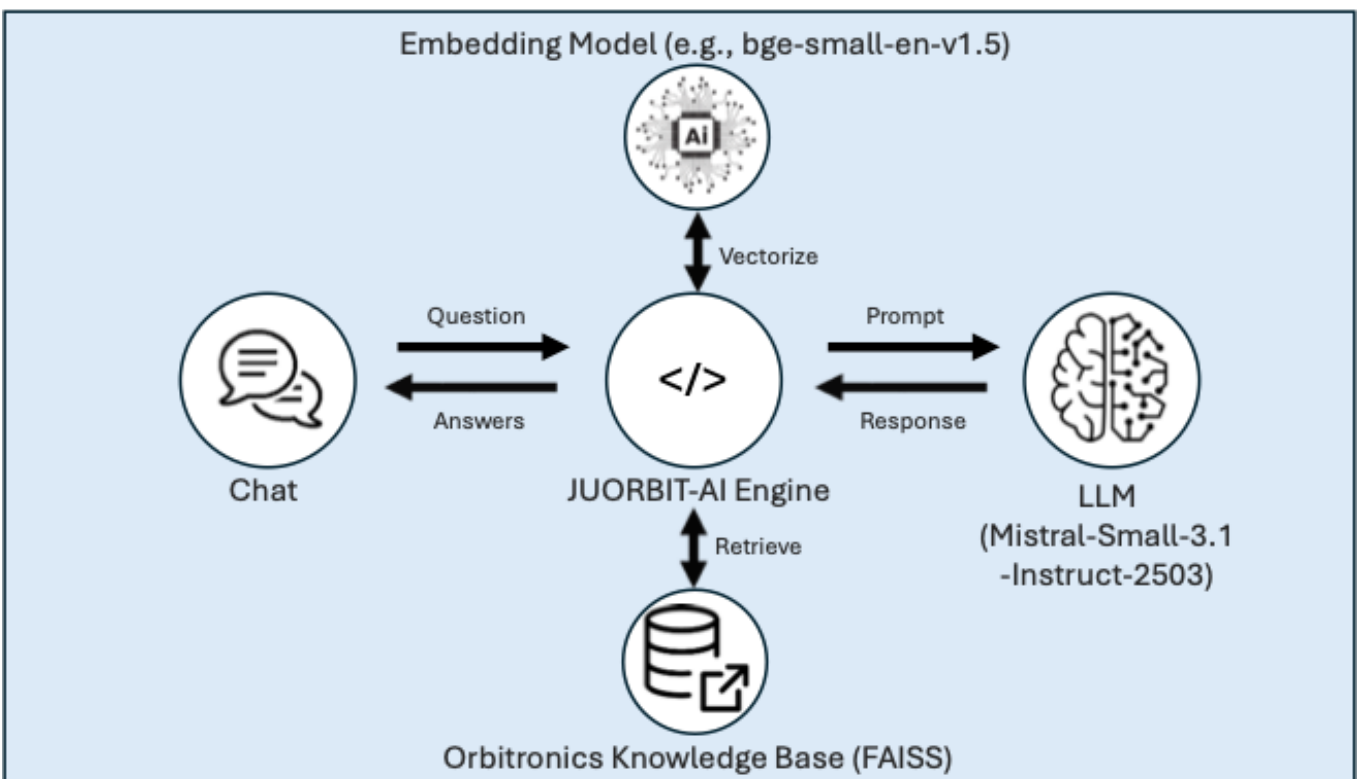 Embedding Model (e.g., bge-small-en-v1.5)
Ai
Vectorize
Question
Prompt
</>
Answers
Response
Chat
JUORBIT-AI Engine
LLM
(Mistral-Small-3.1
-Instruct-2503)
Retrieve
Orbitronics Knowledge Base (FAISS)